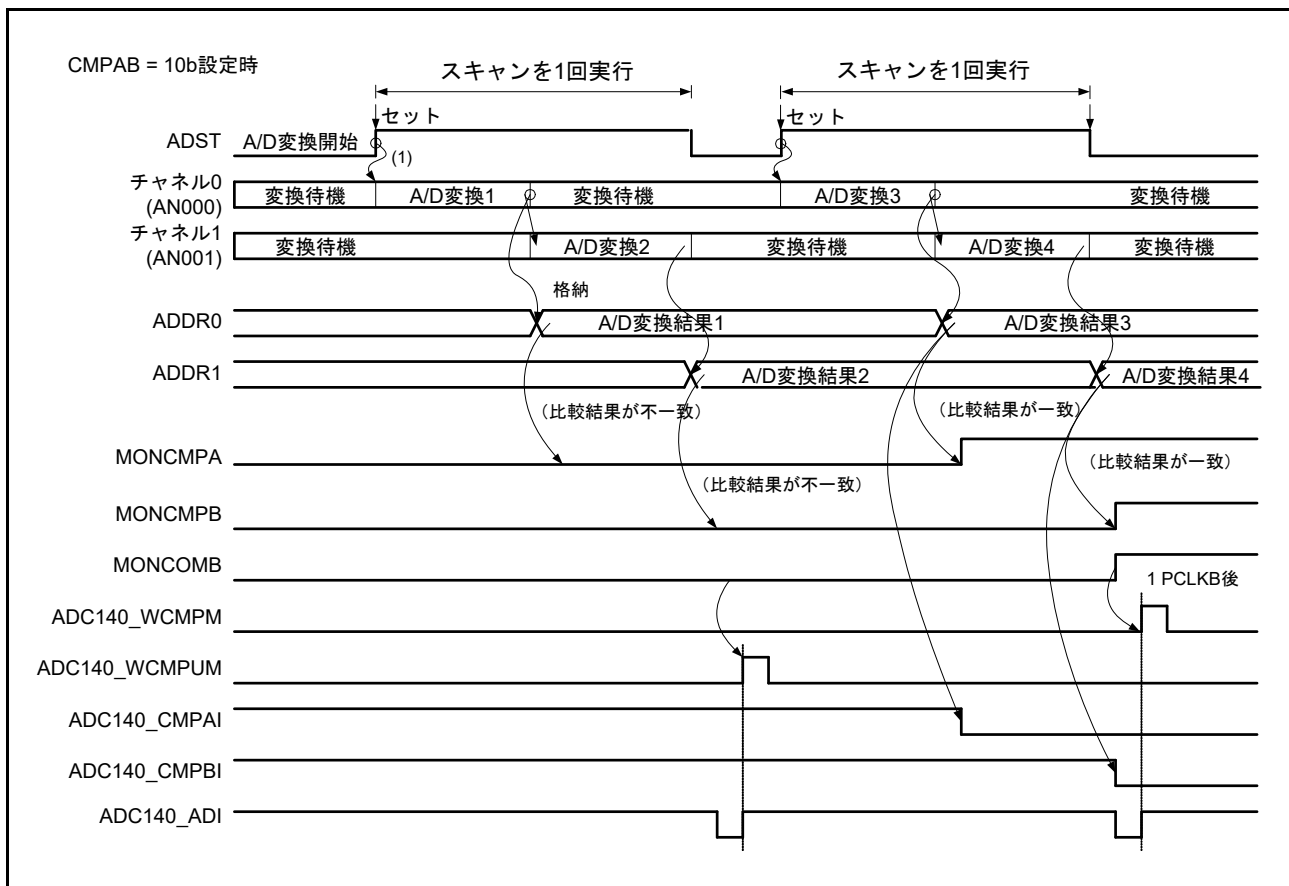 CMPAB = 10b設定時
スキャンを1回実行
スキャンを1回実行
セット
セット
ADST
A/D変換開始
(1)
チャネル0
(AN000)
変換待機
A/D変換1
変換待機
A/D変換3
変換待機
チャネル1
(AN001)
変換待機
A/D変換2
変換待機
A/D変換4
変換待機
格納
ADDR0
A/D変換結果1
A/D変換結果3
ADDR1
A/D変換結果2
A/D変換結果4
（比較結果が不一致）
（比較結果が一致）
MONCMPA
（比較結果が一致）
（比較結果が不一致）
MONCMPB
MONCOMB
1 PCLKB後
ADC140_WCMPM
ADC140_WCMPUM
ADC140_CMPAI
ADC140_CMPBI
ADC140_ADI